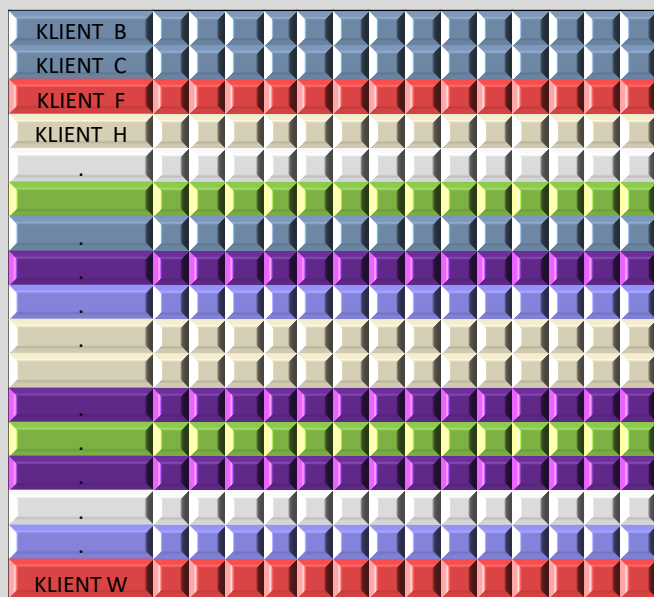 KLIENT B
KLIENT C
KLIENT F
KLIENT H
.
.
.
.
.
.
.
.
.
.
KLIENT W